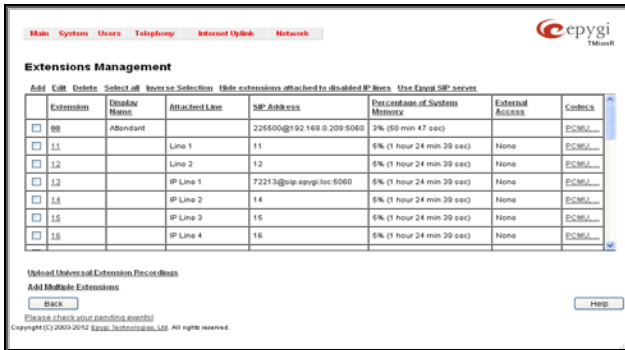 Main System Users Telephony Internet Uplink Network
epygi
Extensions Management
Add Edit Delete Select all Inverse Selection Hide extensions attached to disabled IP lines Use Epygi SIP server
Extension Display Name Attached Line SIP Address Percentage of System Memory External Access Codecs
00 Attendant 225500@192.168.0.209:5060 3% (50 min 47 sec) PCMU,...
11 Line 1 11 5% (1 hour 24 min 39 sec) None PCMU,...
12 Line 2 12 5% (1 hour 24 min 39 sec) None PCMU,...
13 IP Line 1 72213@sip.epygi.loc:5060 5% (1 hour 24 min 39 sec) None PCMU,...
14 IP Line 2 14 5% (1 hour 24 min 39 sec) None PCMU,...
15 IP Line 3 15 5% (1 hour 24 min 39 sec) None PCMU,...
16 IP Line 4 16 5% (1 hour 24 min 39 sec) None PCMU,...
Upload Universal Extension Recordings
Add Multiple Extensions
Back Help
Please check your pending events!
Copyright (C) 2003-2012 Epygi Technologies, Ltd. All rights reserved.